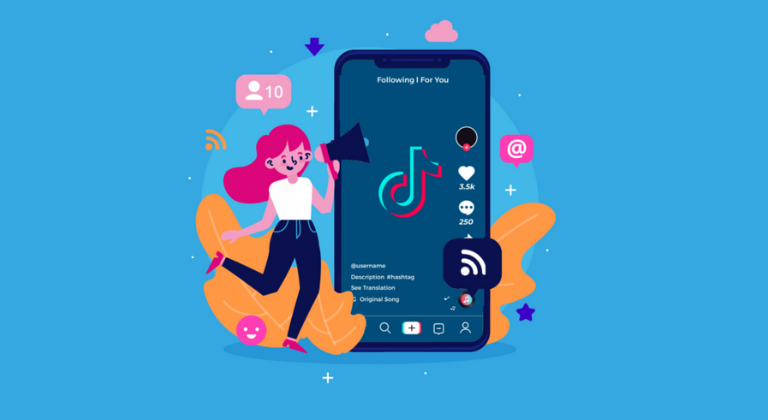 Following | For You
10
@
3.5k
250
@username
Description #hashtag
See Translation
Original Song